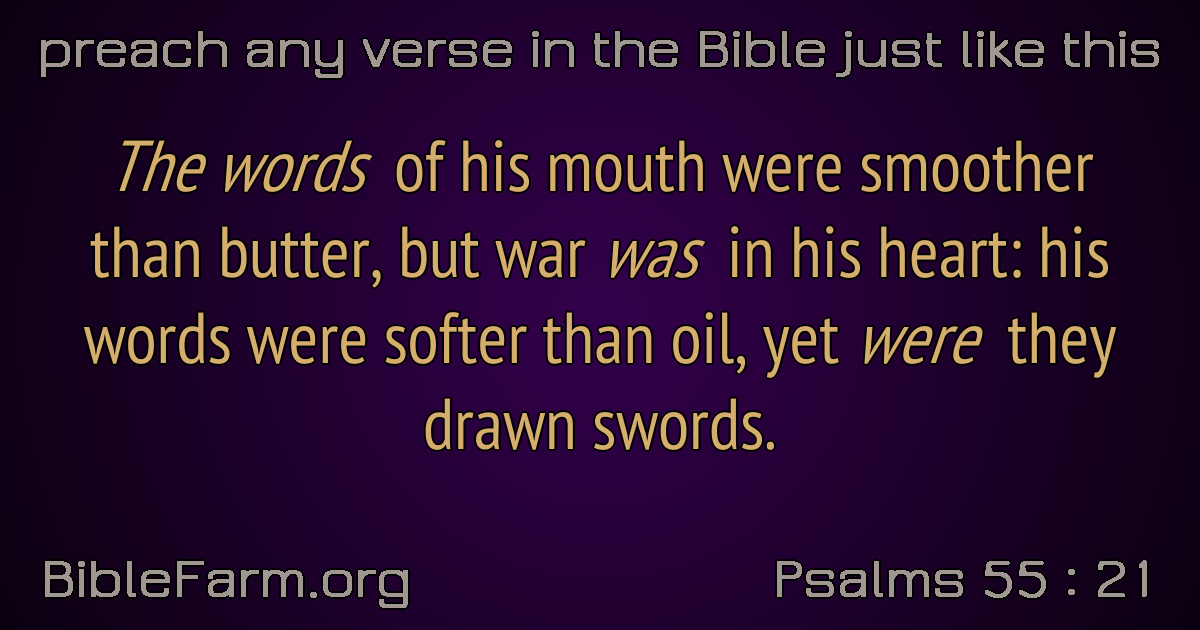 preach any verse in the Bible just like this
The words of his mouth were smoother
than butter, but war was in his heart: his
words were softer than oil, yet were they
drawn swords.
BibleFarm.org
Psalms 55 : 21